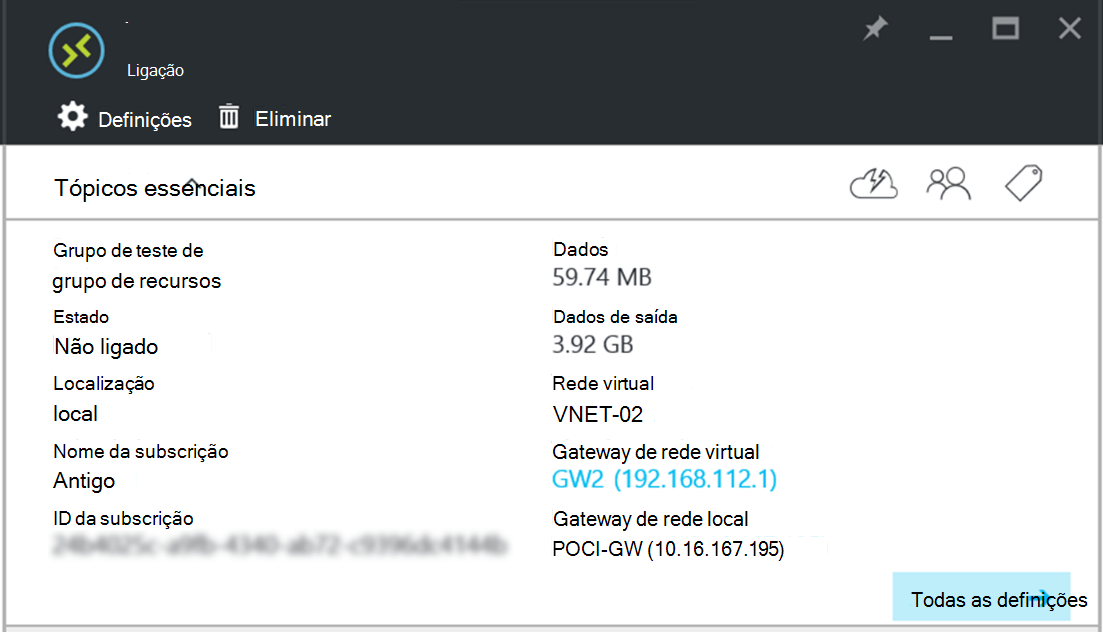 Ligação
Definições
Eliminar
Tópicos essenciais
Grupo de teste de
grupo de recursos
Estado
Não ligado
Localização
local
Nome da subscrição
Antigo
ID da subscrição
Dados
59.74 MB
Dados de saída
3.92 GB
Rede virtual
VNET-02
Gateway de rede virtual
GW2 (192.168.112.1)
Gateway de rede local
POCI-GW (10.16.167.195)
Todas as definições